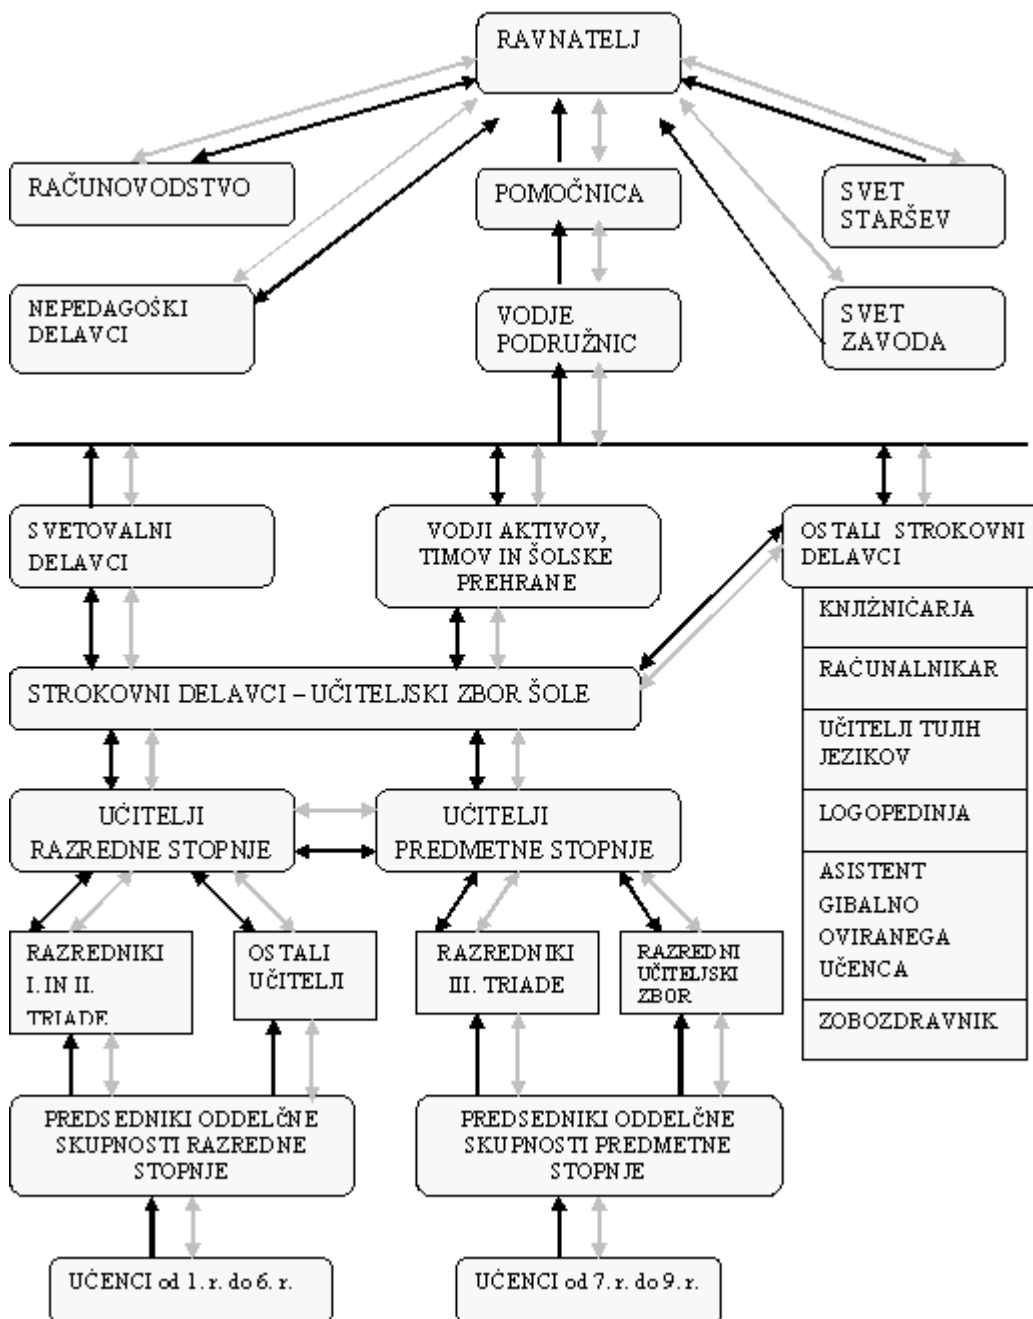 RAVNATELJ
RAČUNOVODSTVO
POMOČNICA
SVET
STARŠEV
NEPEDAGOŠKI
DELAVCI
VODJE
PODRUŽNIC
SVET
ZAVODA
SVETOVALNI
DELAVCI
VODJI AKTIVOV,
TIMOV IN ŠOLSKE
PREHRANE
OSTALI STROKOVNI
DELAVCI
KNJIŽNIČARJA
RAČUNALNIKAR
UČITELJI TUJIH
JEZIKOV
LOGOPEDINJA
ASISTENT
GIBALNO
OVIRANEGA
UČENCA
ZOBOZDRAVNIK
STROKOVNI DELAVCI – UČITELJSKI ZBOR ŠOLE
UČITELJI
RAZREDNE STOPNJE
UČITELJI
PREDMETNE STOPNJE
RAZREDNIKI
I. IN II.
TRIADE
OSTALI
UČITELJI
RAZREDNIKI
III. TRIADE
RAZREDNI
UČITELJSKI
ZBOR
PREDSEDNIKI ODDELČNE
SKUPNOSTI RAZREDNE
STOPNJE
PREDSEDNIKI ODDELČNE
SKUPNOSTI PREDMETNE
STOPNJE
UČENCI od 1. r. do 6. r.
UČENCI od 7. r. do 9. r.